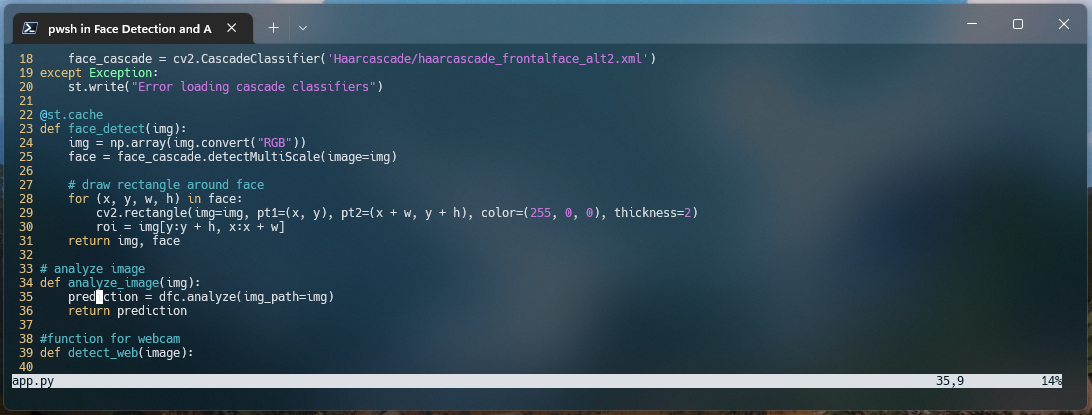 pwsh in Face Detection and A
18     face_cascade = cv2.CascadeClassifier('Haarcascade/haarcascade_frontalface_alt2.xml')
19 except Exception:
20     st.write("Error loading cascade classifiers")
21
22 @st.cache
23 def face_detect(img):
24     img = np.array(img.convert("RGB"))
25     face = face_cascade.detectMultiScale(image=img)
26
27     # draw rectangle around face
28     for (x, y, w, h) in face:
29         cv2.rectangle(img=img, pt1=(x, y), pt2=(x + w, y + h), color=(255, 0, 0), thickness=2)
30         roi = img[y:y + h, x:x + w]
31     return img, face
32
33 # analyze image
34 def analyze_image(img):
35     prediction = dfc.analyze(img_path=img)
36     return prediction
37
38 #function for webcam
39 def detect_web(image):
40
app.py 35,9 14%